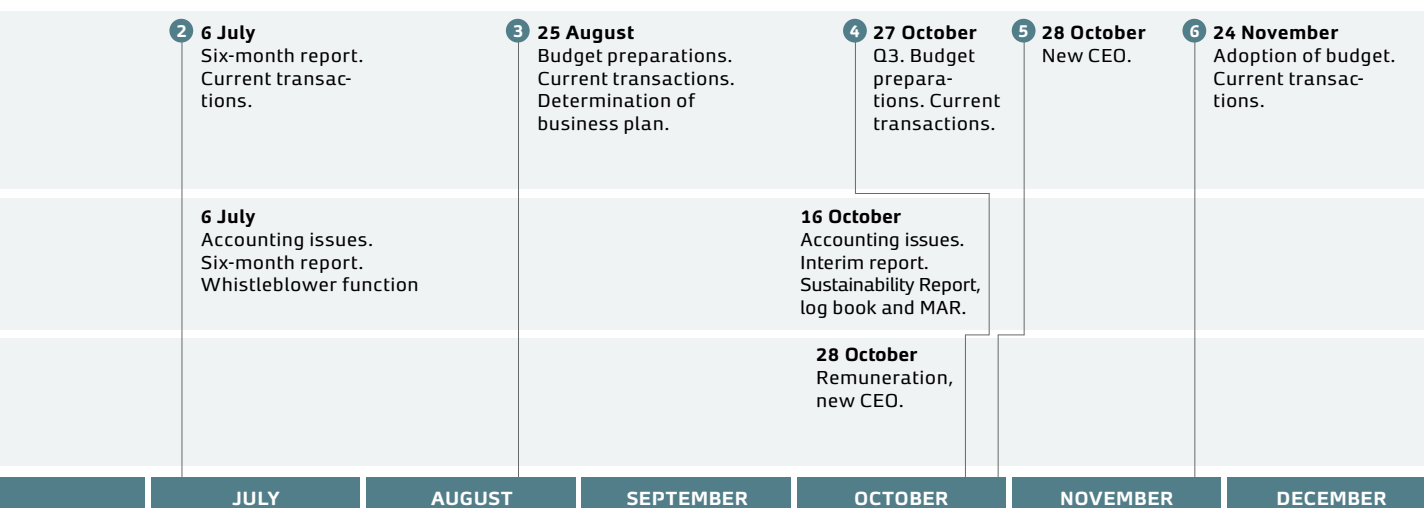 2 6 July
Six-month report.
Current transac-
tions.
3 25 August
Budget preparations.
Current transactions.
Determination of
business plan.
4 27 October
Q3. Budget
prepara-
tions. Current
transactions.
5 28 October
New CEO.
6 24 November
Adoption of budget.
Current transac-
tions.
6 July
Accounting issues.
Six-month report.
Whistleblower function
16 October
Accounting issues.
Interim report.
Sustainability Report,
log book and MAR.
28 October
Remuneration,
new CEO.
JULY AUGUST SEPTEMBER OCTOBER NOVEMBER DECEMBER